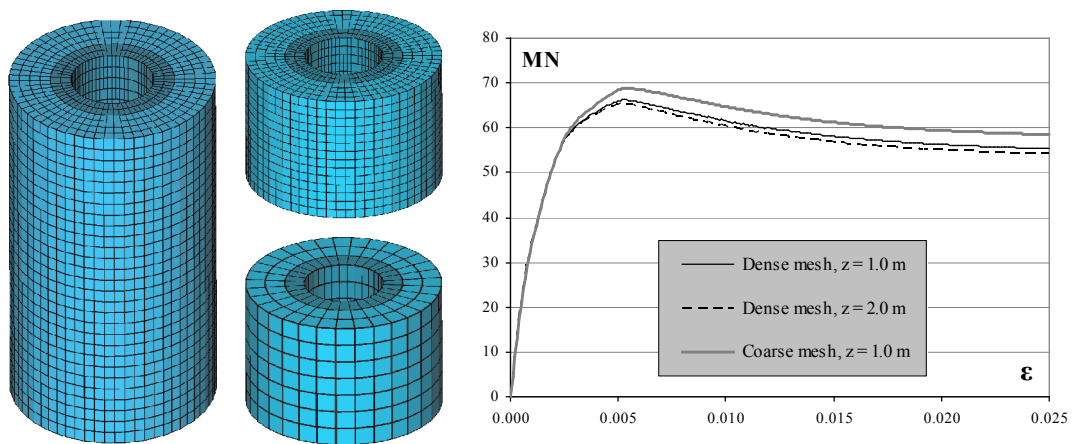 80
70
60
50
40
30
20
10
0
MN
Dense mesh, z = 1.0 m
Dense mesh, z = 2.0 m
Coarse mesh, z = 1.0 m
ε
0.000 0.005 0.010 0.015 0.020 0.025